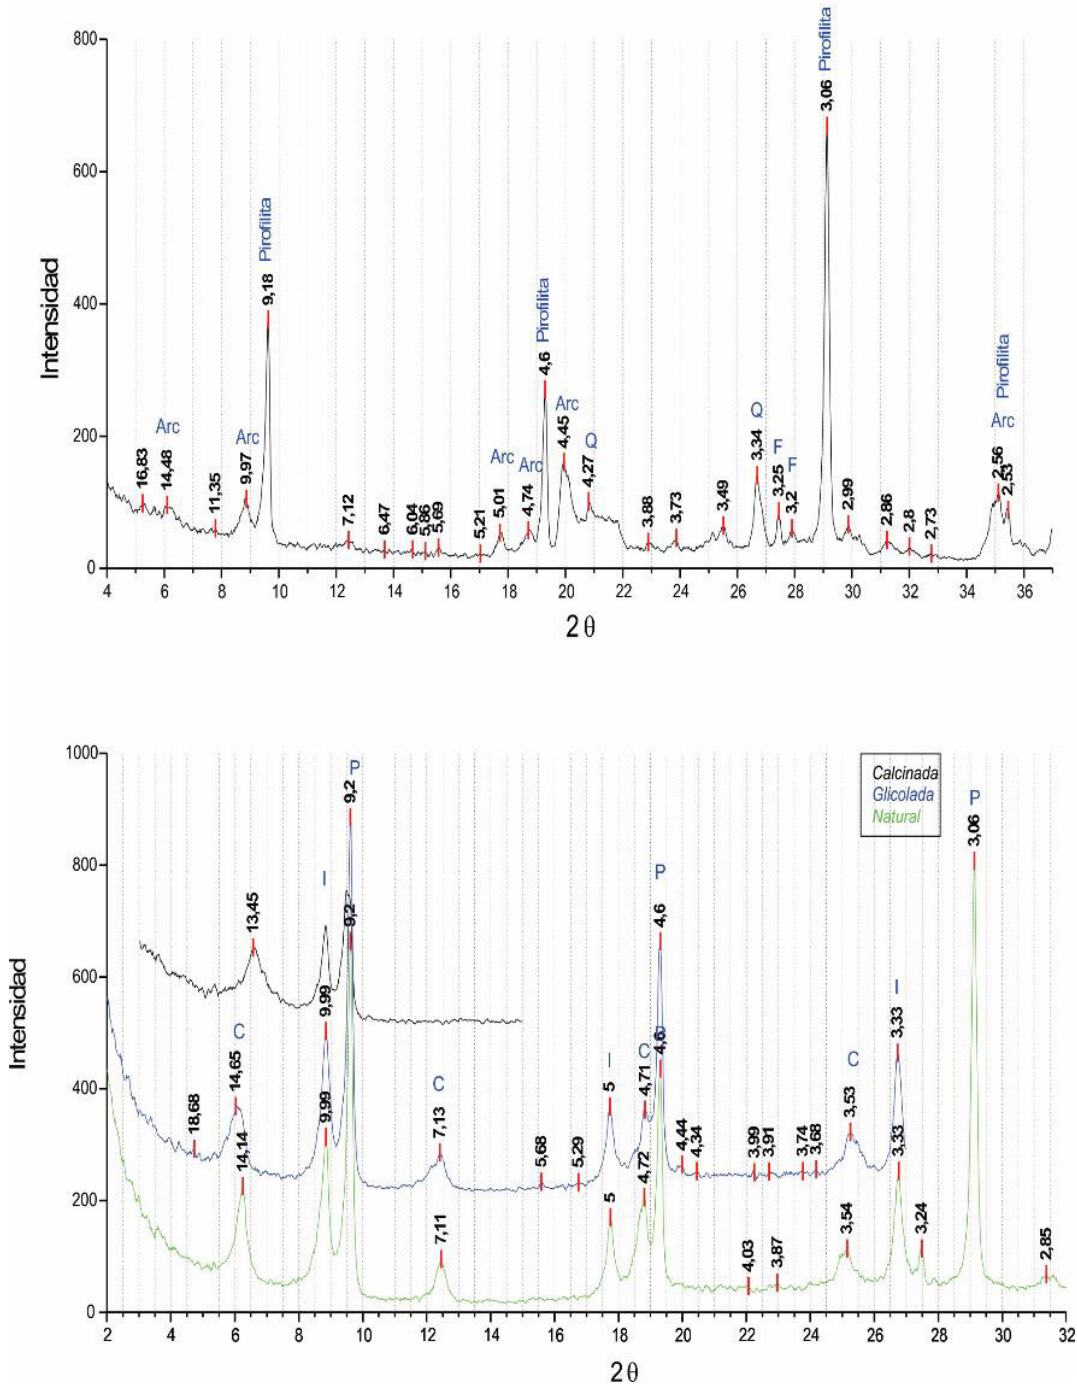 800
600
400
200
0
Intensidad
4 6 8 10 12 14 16 18 20 22 24 26 28 30 32 34 36
2θ
16,83
Arc
14,48
11,35
Arc
9,97
Pirofilita
9,18
7,12
6,47
6,04
5,86
5,69
5,21
Arc
5,01
Arc
4,74
Pirofilita
4,6
Arc
4,45
Q
4,27
3,88
3,73
3,49
Q
3,34
F
3,25
F
3,2
Pirofilita
3,06
2,99
2,86
2,8
2,73
Pirofilita
Arc
2,56
2,53
1000
800
600
400
200
0
Intensidad
2 4 6 8 10 12 14 16 18 20 22 24 26 28 30 32
2θ
Calcinada
Glicolada
Natural
13,45
I
P
9,2
9,2
18,68
C
14,65
14,14
9,99
9,99
C
7,13
7,11
5,68
5,29
I
5
5
C
4,71
4,72
P
4,6
P
4,6
4,44
4,34
4,03
3,99
3,91
3,87
3,74
3,68
C
3,53
3,54
I
3,33
3,33
3,24
P
3,06
2,85